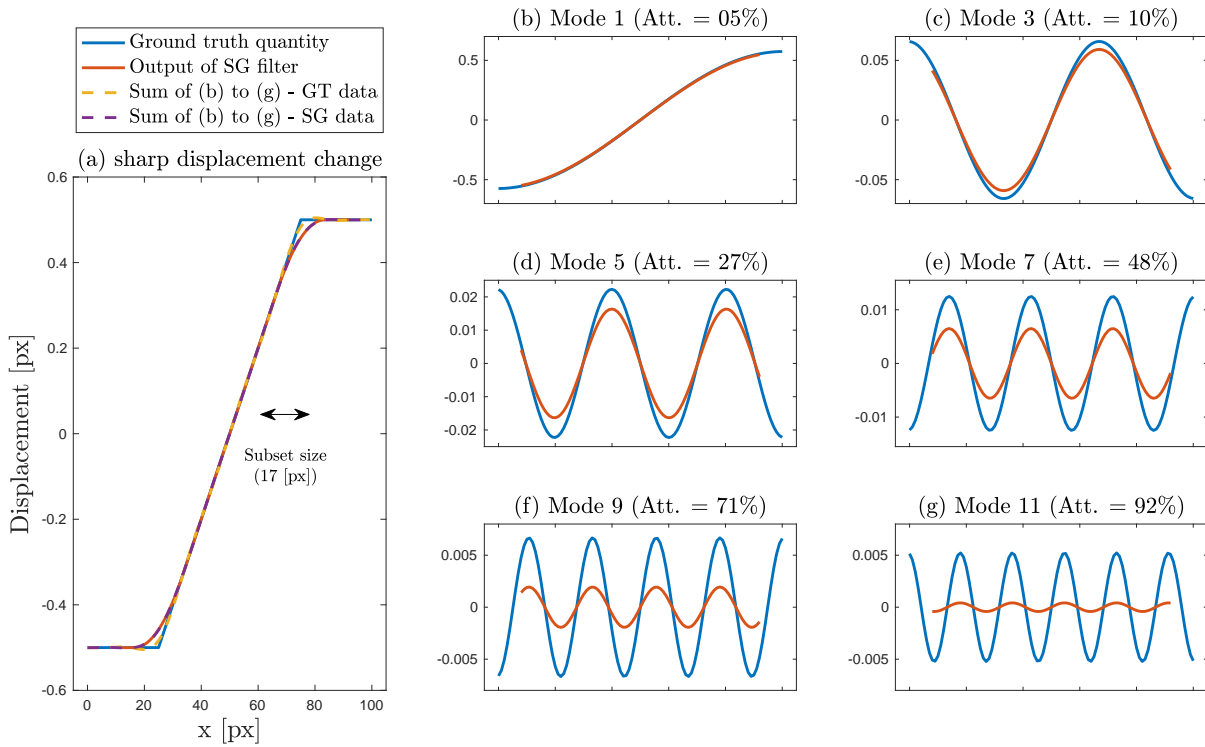 Ground truth quantity
Output of SG filter
Sum of (b) to (g) - GT data
Sum of (b) to (g) - SG data
(a) sharp displacement change
0.6
0.4
0.2
0
-0.2
-0.4
-0.6
Displacement [px]
Subset size
(17 [px])
0 20 40 60 80 100
x [px]
(b) Mode 1 (Att. = 05%)
0.5
0
-0.5
(c) Mode 3 (Att. = 10%)
0.05
0
-0.05
(d) Mode 5 (Att. = 27%)
0.02
0.01
0
-0.01
-0.02
(e) Mode 7 (Att. = 48%)
0.01
0
-0.01
(f) Mode 9 (Att. = 71%)
0.005
0
-0.005
(g) Mode 11 (Att. = 92%)
0.005
0
-0.005